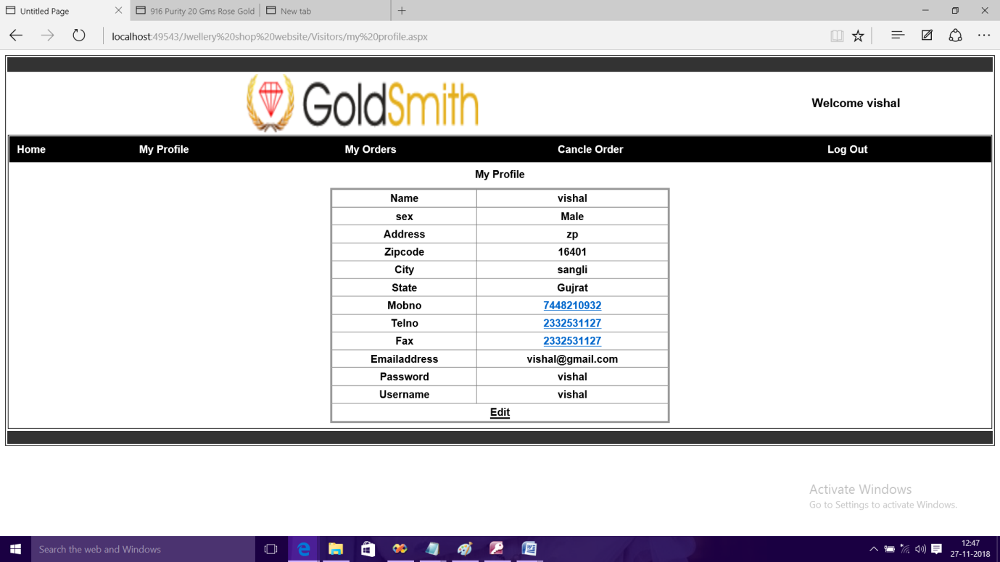 Untitled Page
916 Purity 20 Gms Rose Gold
New tab
localhost:49543/Jwellery%20shop%20website/Visitors/my%20profile.aspx
GoldSmith
Welcome vishal
Home My Profile My Orders Cancle Order Log Out
My Profile
Name vishal
sex Male
Address zp
Zipcode 16401
City sangli
State Gujrat
Mobno 7448210932
Telno 2332531127
Fax 2332531127
Emailaddress vishal@gmail.com
Password vishal
Username vishal
Edit
Activate Windows
Go to Settings to activate Windows.
Search the web and Windows
12:47
27-11-2018